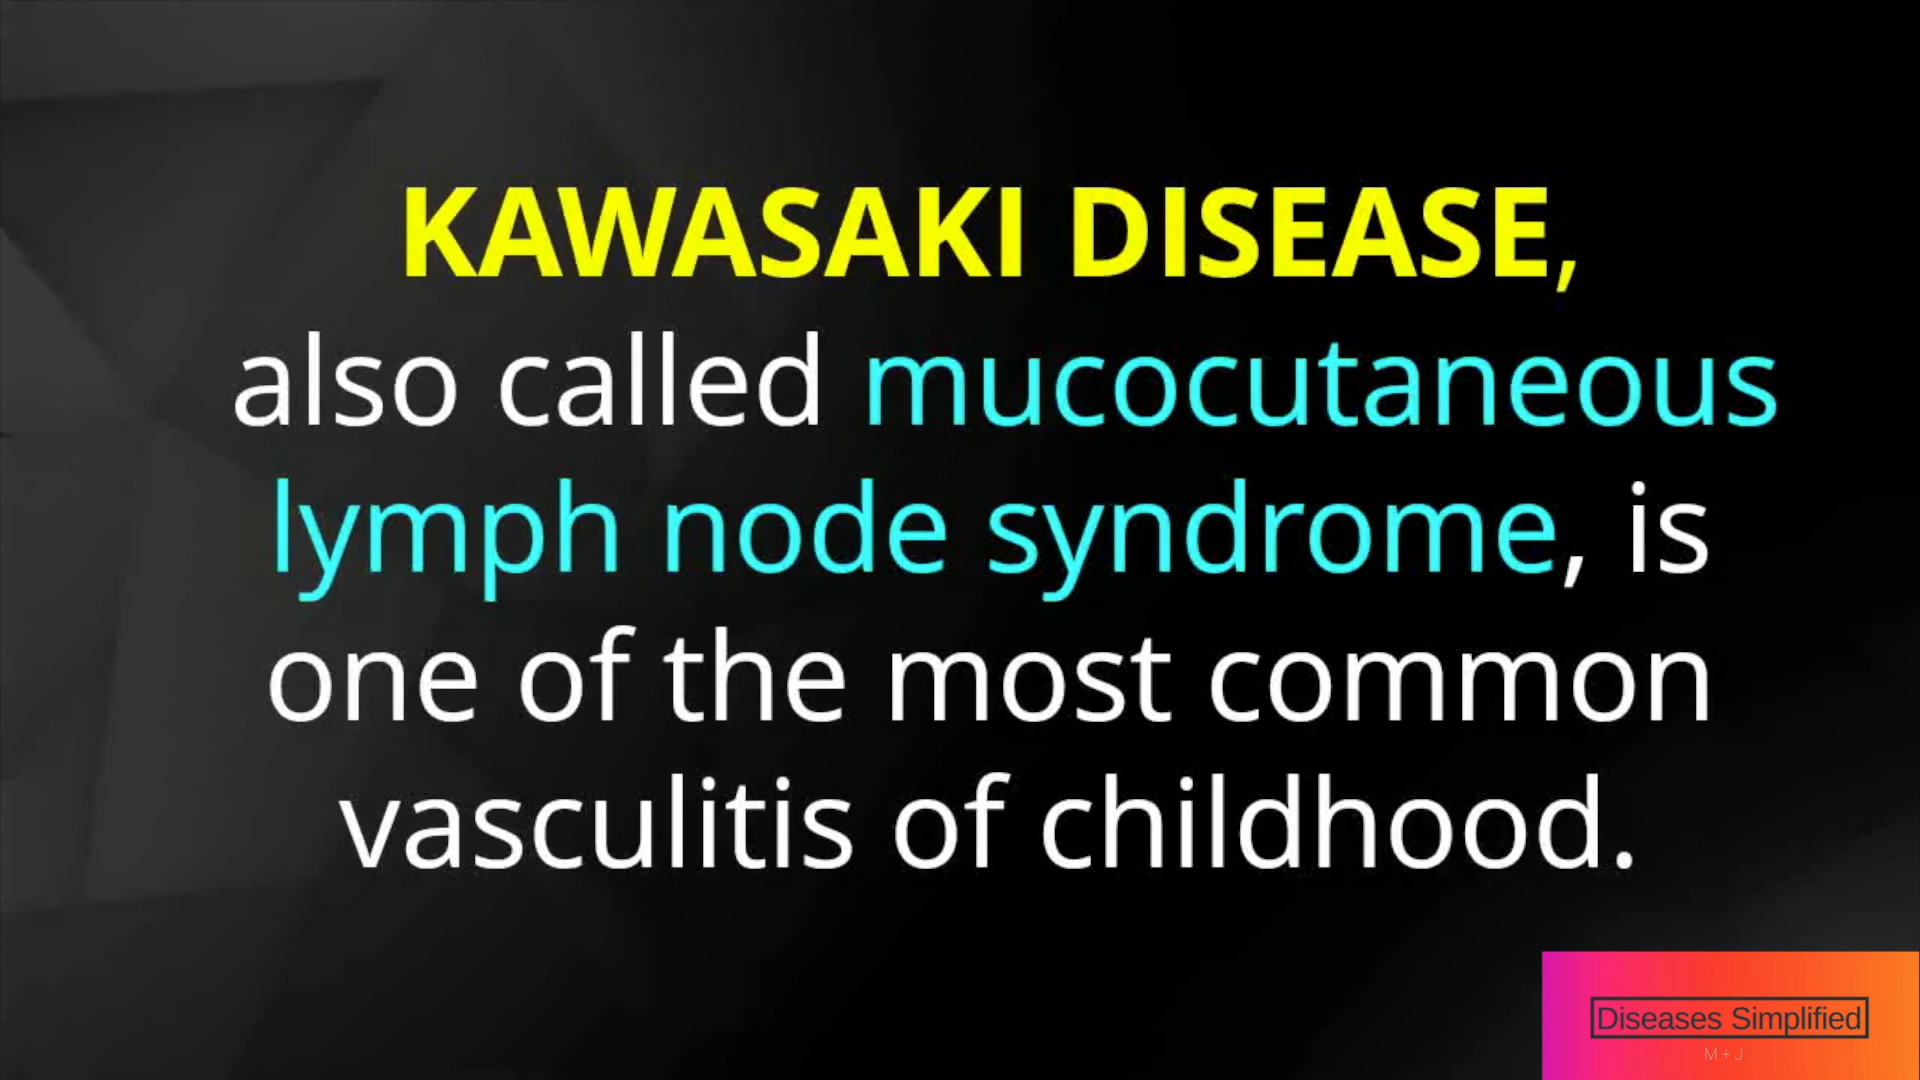 KAWASAKI DISEASE,
also called mucocutaneous
lymph node syndrome, is
one of the most common
vasculitis of childhood.
Diseases Simplified
M + J